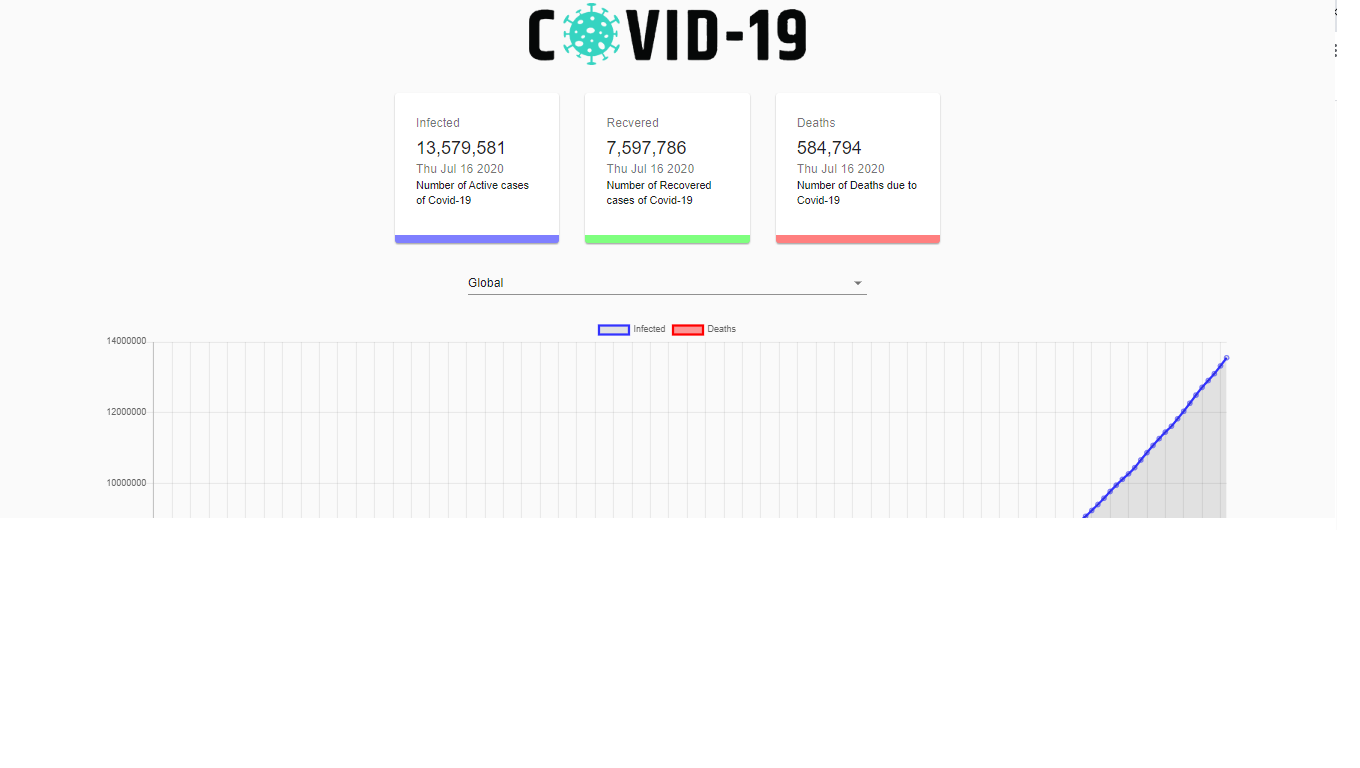 COVID-19
Infected
13,579,581
Thu Jul 16 2020
Number of Active cases
of Covid-19
Recvered
7,597,786
Thu Jul 16 2020
Number of Recovered
cases of Covid-19
Deaths
584,794
Thu Jul 16 2020
Number of Deaths due to
Covid-19
Global
Infected Deaths
14000000
12000000
10000000